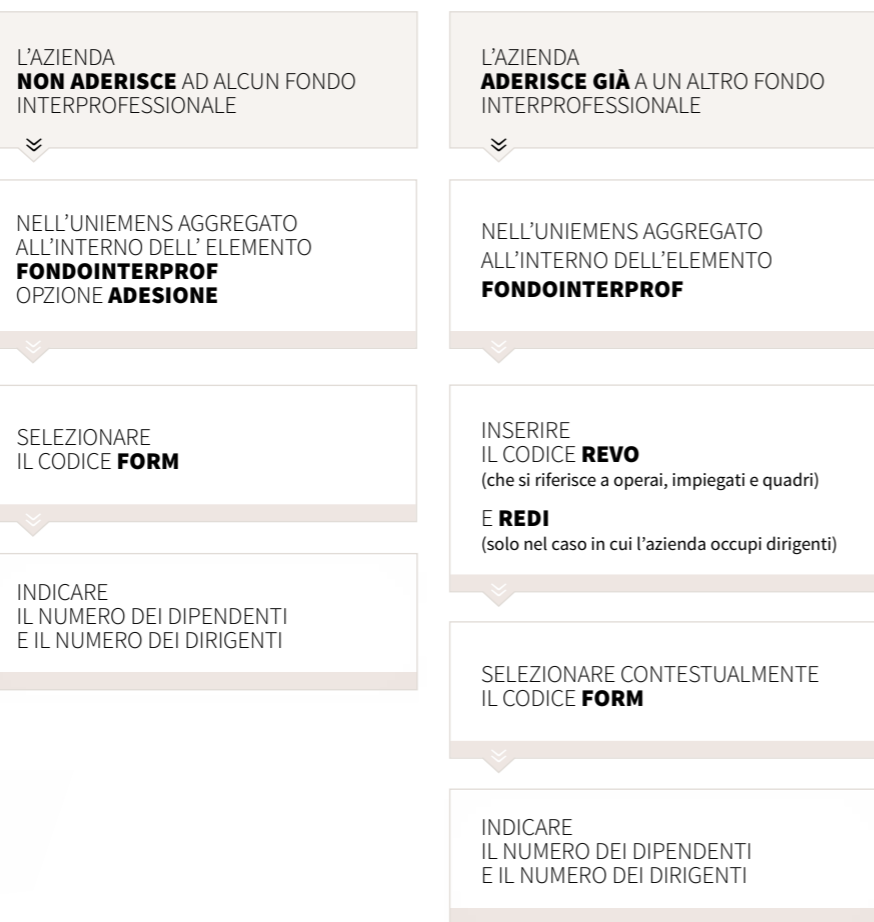 L’AZIENDA
NON ADERISCE AD ALCUN FONDO
INTERPROFESSIONALE
NELL’UNIEMENS AGGREGATO
ALL’INTERNO DELL’ ELEMENTO
FONDOINTERPROF
OPZIONE ADESIONE
SELEZIONARE
IL CODICE FORM
INDICARE
IL NUMERO DEI DIPENDENTI
E IL NUMERO DEI DIRIGENTI
L’AZIENDA
ADERISCE GIÀ A UN ALTRO FONDO
INTERPROFESSIONALE
NELL’UNIEMENS AGGREGATO
ALL’INTERNO DELL’ELEMENTO
FONDOINTERPROF
INSERIRE
IL CODICE REVO
(che si riferisce a operai, impiegati e quadri)
E REDI
(solo nel caso in cui l’azienda occupi dirigenti)
SELEZIONARE CONTESTUALMENTE
IL CODICE FORM
INDICARE
IL NUMERO DEI DIPENDENTI
E IL NUMERO DEI DIRIGENTI